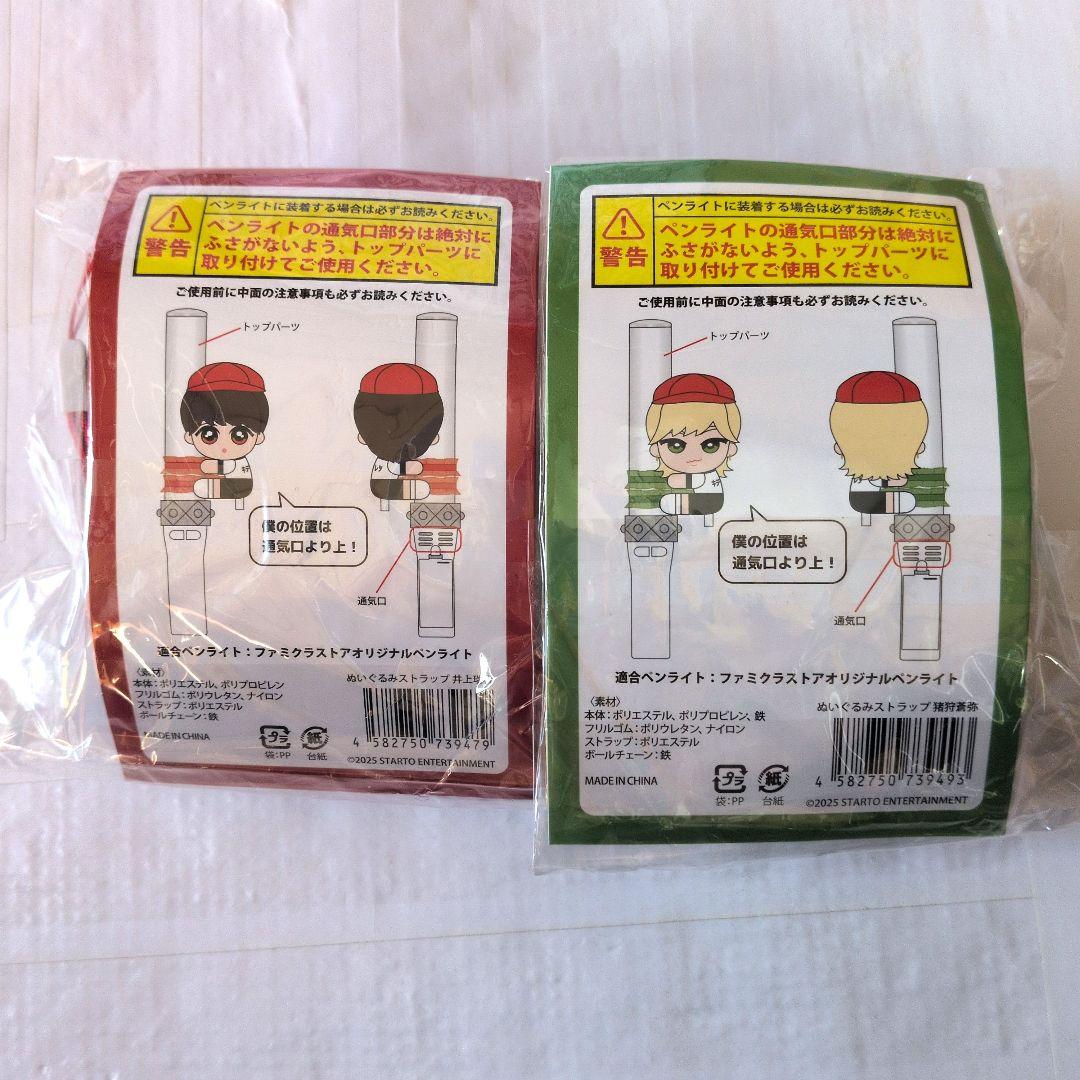 警告
ペンライトに装着する場合は必ずお読みください。
ペンライトの通気口部分は絶対に
ふさがないよう、トップパーツに
取り付けてご使用ください。
ご使用前に中面の注意事項も必ずお読みください。
トップパーツ
僕の位置は
通気口より上！
通気口
適合ペンライト：ファミクラストアオリジナルペンライト
〈素材〉
本体：ポリエステル、ポリプロピレン
フリルゴム：ポリウレタン、ナイロン
ストラップ：ポリエステル
ボールチェーン：鉄
MADE IN CHINA
プラ
袋：PP
紙
台紙
ぬいぐるみストラップ 井上
4 582750 739479
©2025 STARTO ENTERTAINMENT
警告
ペンライトに装着する場合は必ずお読みください。
ペンライトの通気口部分は絶対に
ふさがないよう、トップパーツに
取り付けてご使用ください。
ご使用前に中面の注意事項も必ずお読みください。
トップパーツ
僕の位置は
通気口より上！
通気口
適合ペンライト：ファミクラストアオリジナルペンライト
〈素材〉
本体：ポリエステル、ポリプロピレン、鉄
フリルゴム：ポリウレタン、ナイロン
ストラップ：ポリエステル
ボールチェーン：鉄
MADE IN CHINA
プラ
袋：PP
紙
台紙
ぬいぐるみストラップ 猪狩蒼弥
4 582750 739493
©2025 STARTO ENTERTAINMENT